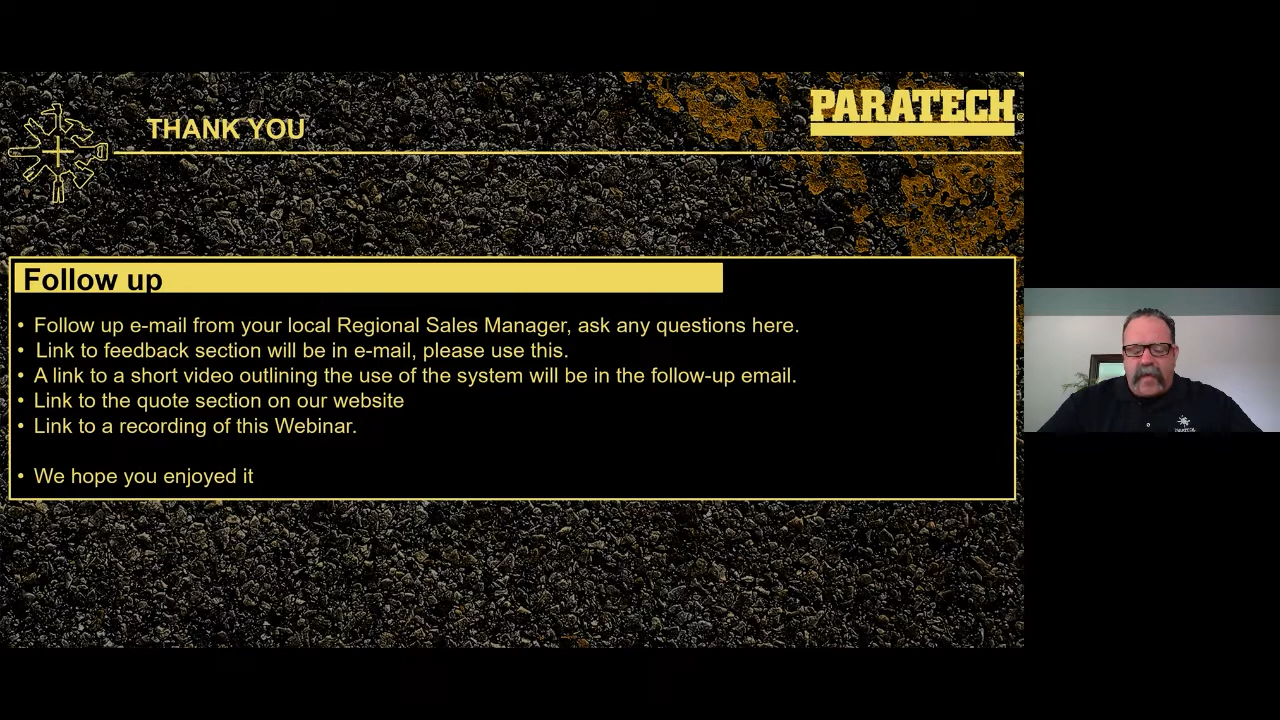 PARATECH®
THANK YOU
Follow up
• Follow up e-mail from your local Regional Sales Manager, ask any questions here.
• Link to feedback section will be in e-mail, please use this.
• A link to a short video outlining the use of the system will be in the follow-up email.
• Link to the quote section on our website
• Link to a recording of this Webinar.
• We hope you enjoyed it